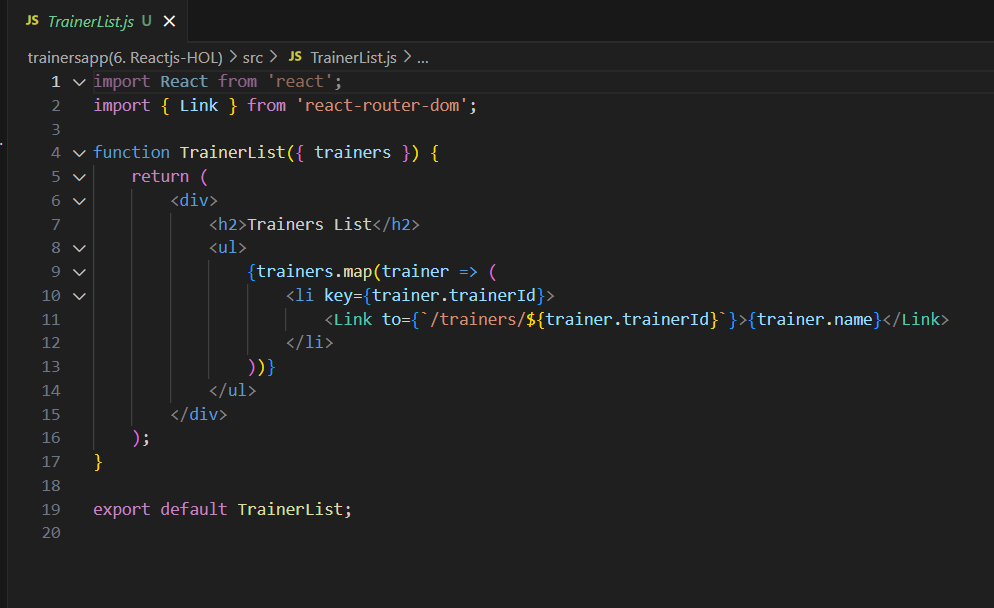 JS TrainerList.js U ×
trainersapp(6. Reactjs-HOL) > src > JS TrainerList.js > ...
1 import React from 'react';
2 import { Link } from 'react-router-dom';
3
4 function TrainerList({ trainers }) {
5     return (
6         <div>
7             <h2>Trainers List</h2>
8             <ul>
9                 {trainers.map(trainer => (
10                     <li key={trainer.trainerId}>
11                         <Link to={`/trainers/${trainer.trainerId}`}>{trainer.name}</Link>
12                     </li>
13                 ))}
14             </ul>
15         </div>
16     );
17 }
18
19 export default TrainerList;
20